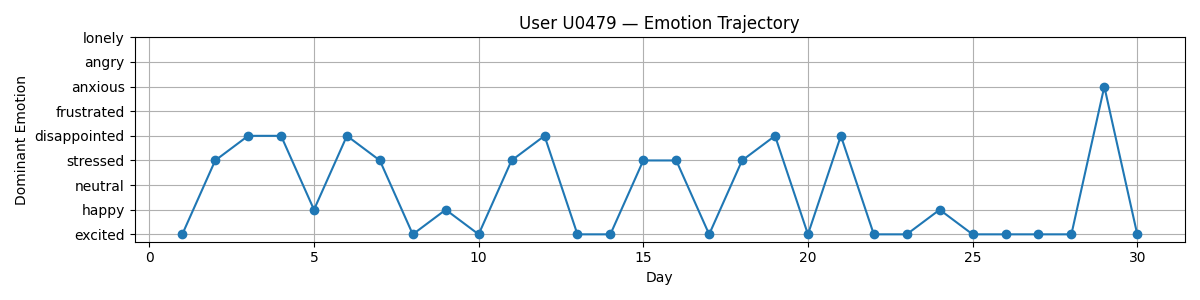 User U0479 — Emotion Trajectory
Dominant Emotion
lonely
angry
anxious
frustrated
disappointed
stressed
neutral
happy
excited
0 5 10 15 20 25 30
Day